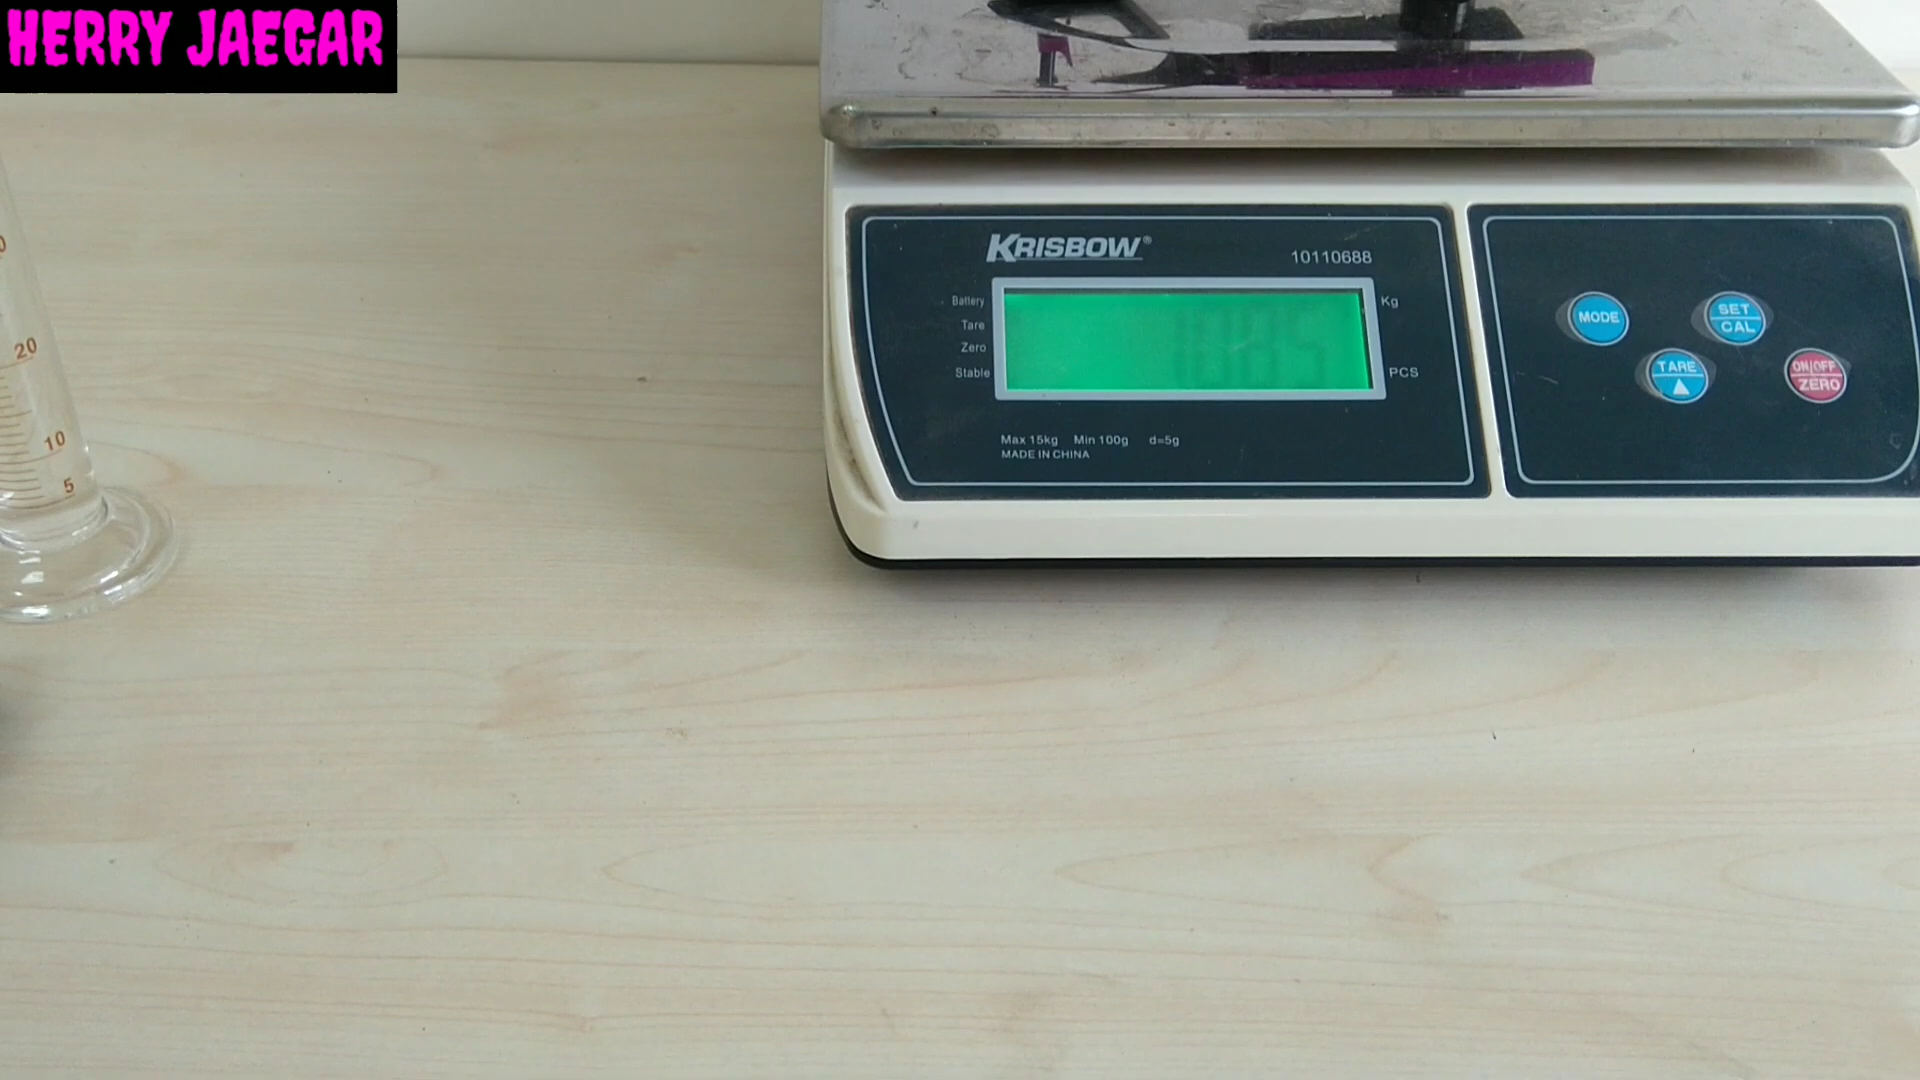 HERRY JAEGAR
KRISBOW®
10110688
Battery
Tare
Zero
Stable
Kg
PCS
Max 15kg Min 100g d=5g
MADE IN CHINA
MODE
SET
CAL
TARE
ON/OFF
ZERO
20
10
5